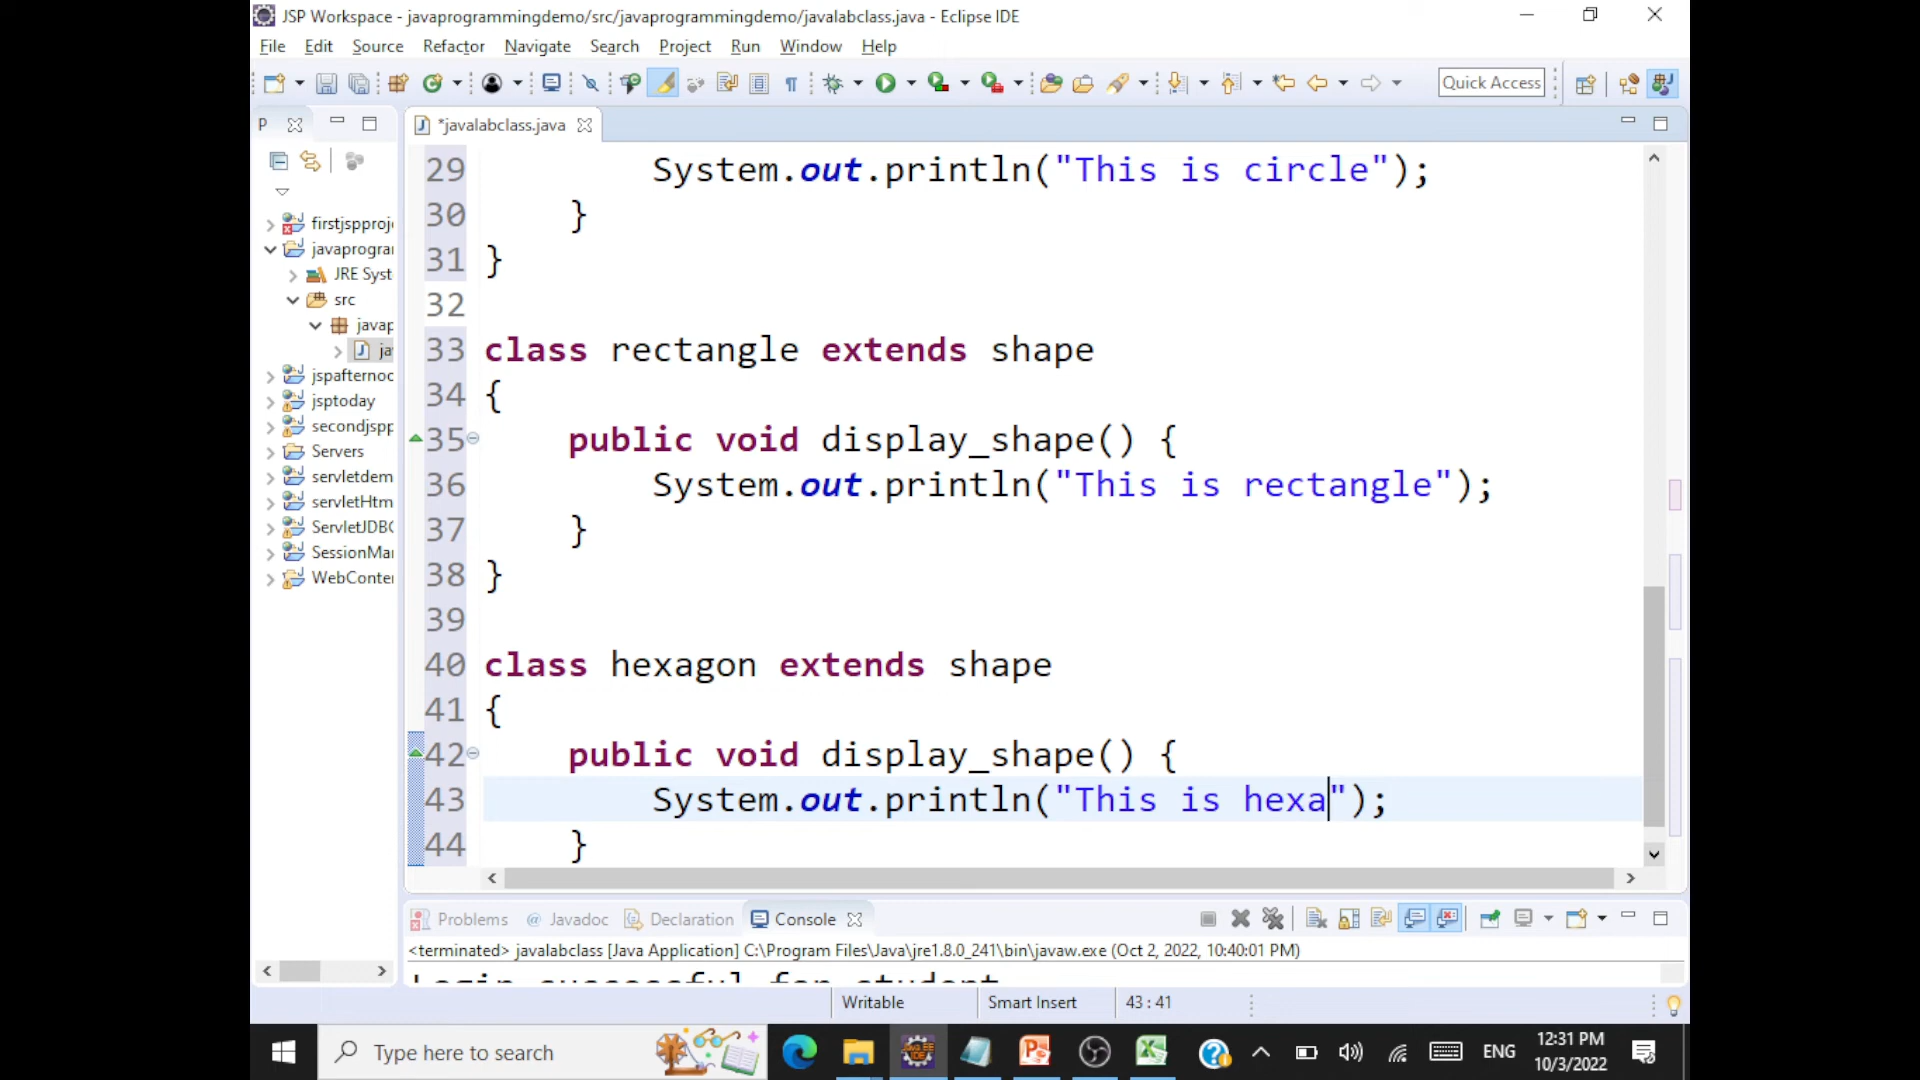 JSP Workspace - javaprogrammingdemo/src/javaprogrammingdemo/javalabclass.java - Eclipse IDE
File Edit Source Refactor Navigate Search Project Run Window Help
Quick Access
P
*javalabclass.java
firstjspproj
javaprogra
JRE Syst
src
javap
ja
jspafternoo
jsptoday
secondjspp
Servers
servletdem
servletHtm
ServletJDBC
SessionMa
WebConte
29 System.out.println("This is circle");
30 }
31 }
32
33 class rectangle extends shape
34 {
35 public void display_shape() {
36 System.out.println("This is rectangle");
37 }
38 }
39
40 class hexagon extends shape
41 {
42 public void display_shape() {
43 System.out.println("This is hexa");
44 }
Problems @ Javadoc Declaration Console
<terminated> javalabclass [Java Application] C:\Program Files\Java\jre1.8.0_241\bin\javaw.exe (Oct 2, 2022, 10:40:01 PM)
Login successful for student
Writable Smart Insert 43 : 41
Type here to search
ENG
12:31 PM
10/3/2022